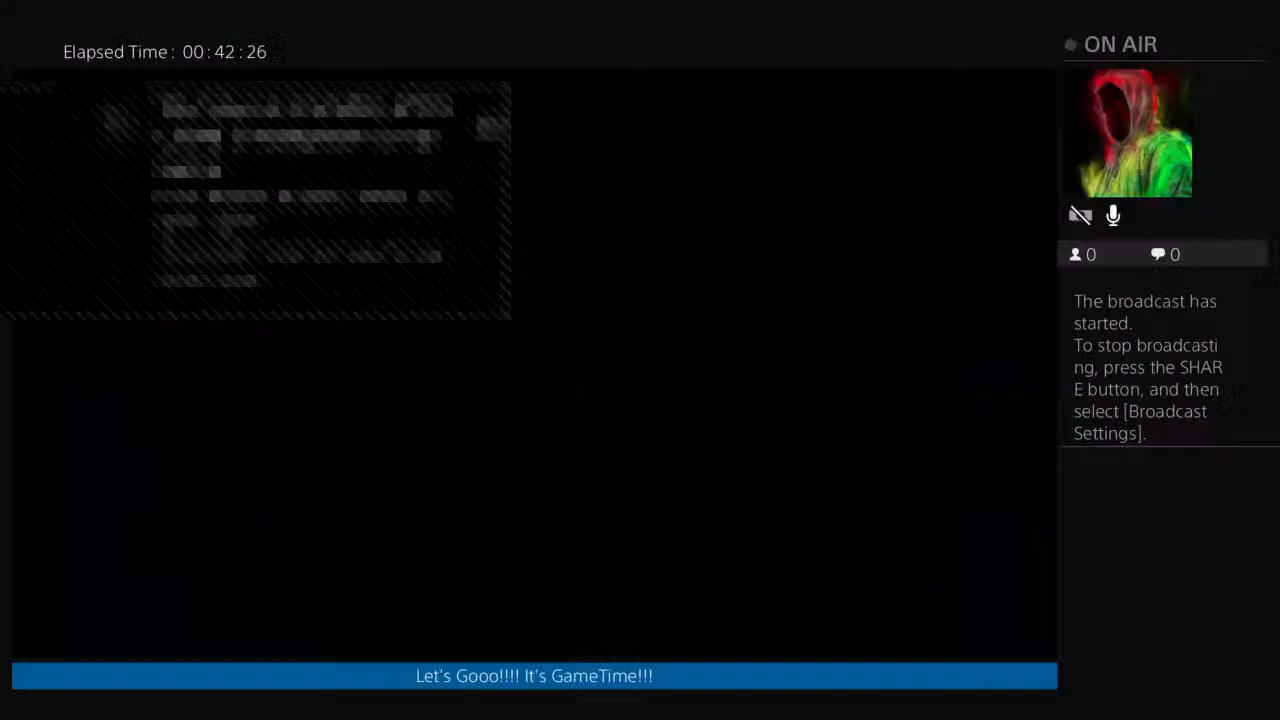 Elapsed Time: 00:42:26
ON AIR
0 0
The broadcast has
started.
To stop broadcasti
ng, press the SHAR
E button, and then
select [Broadcast
Settings].
Let's Gooo!!!! It's GameTime!!!